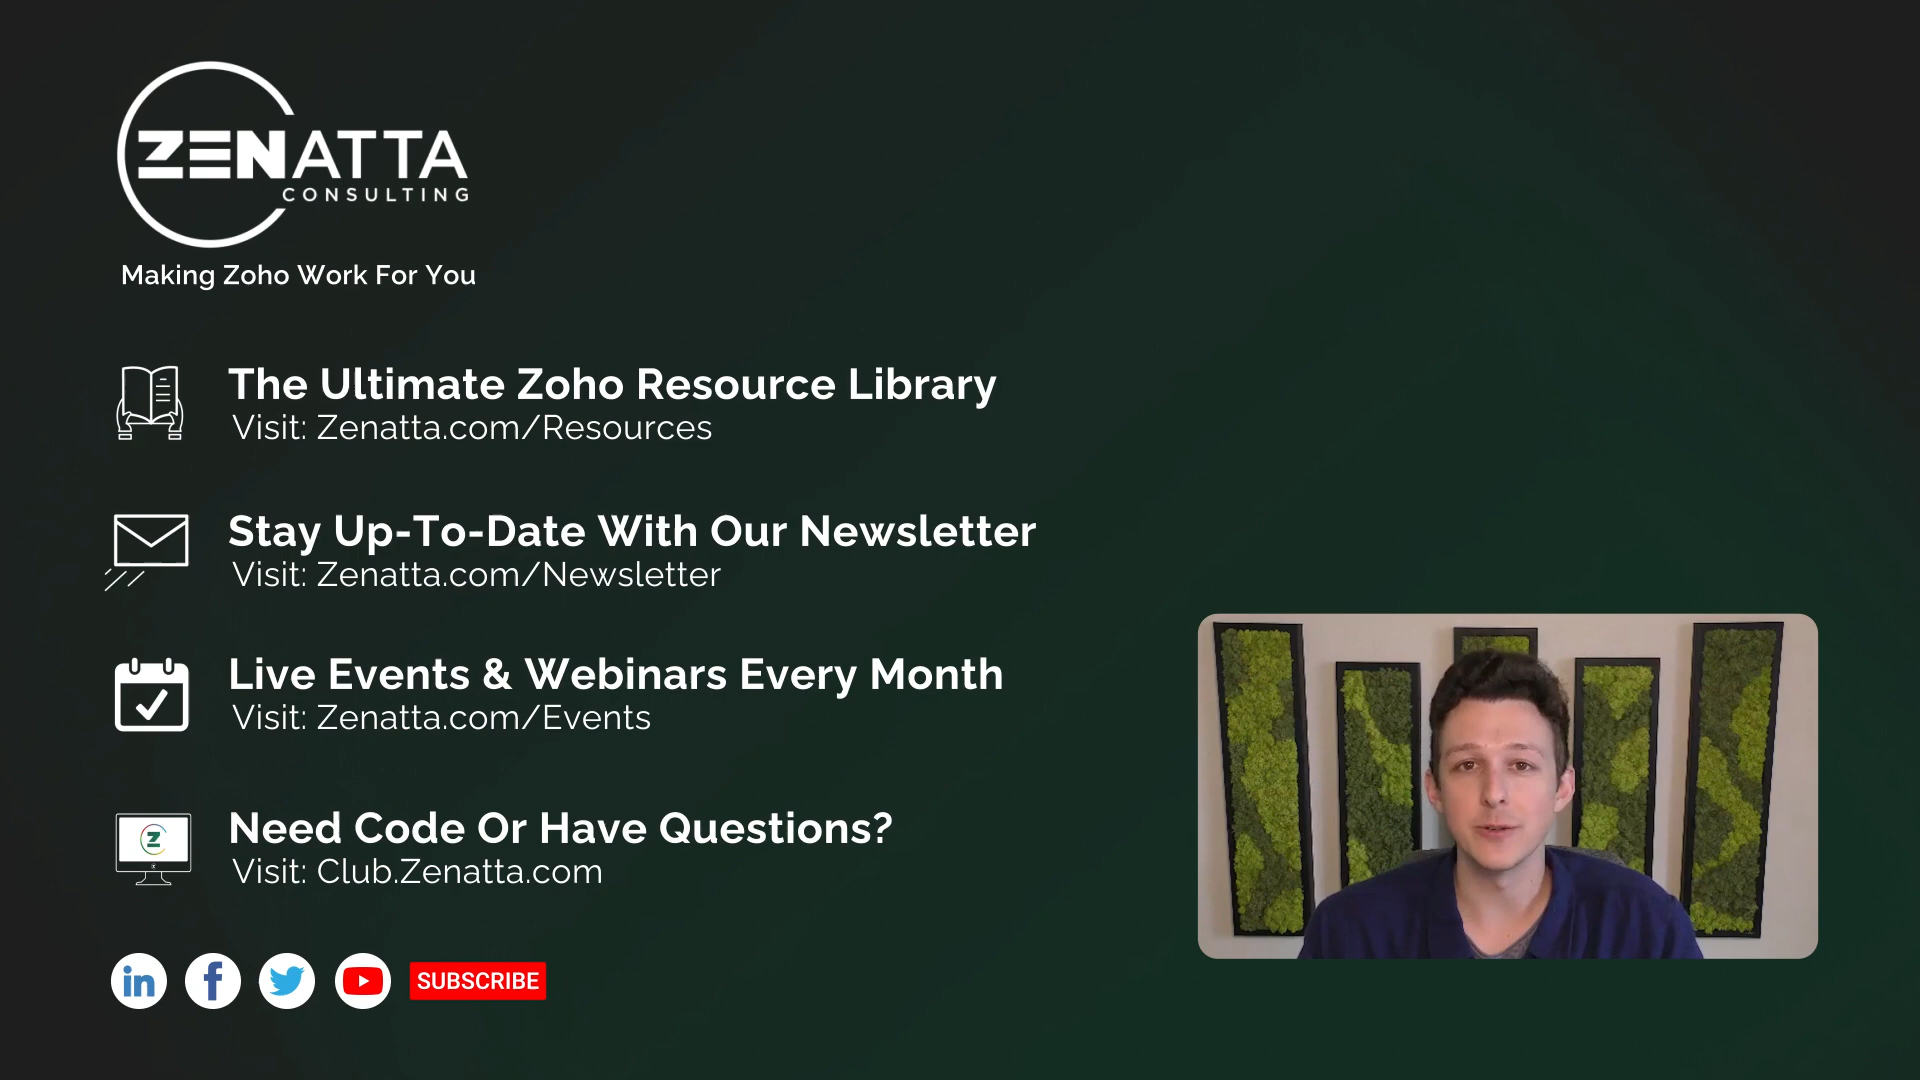 ZENATTA
CONSULTING
Making Zoho Work For You
The Ultimate Zoho Resource Library
Visit: Zenatta.com/Resources
Stay Up-To-Date With Our Newsletter
Visit: Zenatta.com/Newsletter
Live Events & Webinars Every Month
Visit: Zenatta.com/Events
Z
Need Code Or Have Questions?
Visit: Club.Zenatta.com
in f SUBSCRIBE